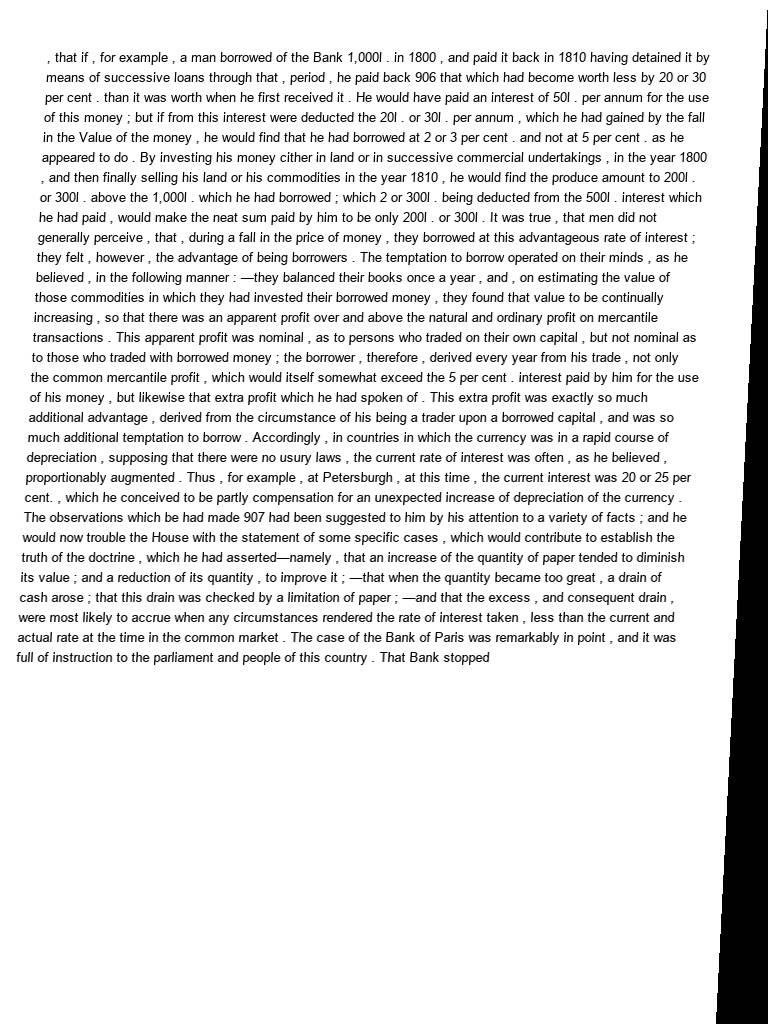 , that if , for example , a man borrowed of the Bank 1,000l . in 1800 , and paid it back in 1810 having detained it by
means of successive loans through that , period , he paid back 906 that which had become worth less by 20 or 30
per cent . than it was worth when he first received it . He would have paid an interest of 50l . per annum for the use
of this money ; but if from this interest were deducted the 20l . or 30l . per annum , which he had gained by the fall
in the Value of the money , he would find that he had borrowed at 2 or 3 per cent . and not at 5 per cent . as he
appeared to do . By investing his money cither in land or in successive commercial undertakings , in the year 1800
, and then finally selling his land or his commodities in the year 1810 , he would find the produce amount to 200l .
or 300l . above the 1,000l . which he had borrowed ; which 2 or 300l . being deducted from the 500l . interest which
he had paid , would make the neat sum paid by him to be only 200l . or 300l . It was true , that men did not
generally perceive , that , during a fall in the price of money , they borrowed at this advantageous rate of interest ;
they felt , however , the advantage of being borrowers . The temptation to borrow operated on their minds , as he
believed , in the following manner : —they balanced their books once a year , and , on estimating the value of
those commodities in which they had invested their borrowed money , they found that value to be continually
increasing , so that there was an apparent profit over and above the natural and ordinary profit on mercantile
transactions . This apparent profit was nominal , as to persons who traded on their own capital , but not nominal as
to those who traded with borrowed money ; the borrower , therefore , derived every year from his trade , not only
the common mercantile profit , which would itself somewhat exceed the 5 per cent . interest paid by him for the use
of his money , but likewise that extra profit which he had spoken of . This extra profit was exactly so much
additional advantage , derived from the circumstance of his being a trader upon a borrowed capital , and was so
much additional temptation to borrow . Accordingly , in countries in which the currency was in a rapid course of
depreciation , supposing that there were no usury laws , the current rate of interest was often , as he believed ,
proportionably augmented . Thus , for example , at Petersburgh , at this time , the current interest was 20 or 25 per
cent. , which he conceived to be partly compensation for an unexpected increase of depreciation of the currency .
The observations which be had made 907 had been suggested to him by his attention to a variety of facts ; and he
would now trouble the House with the statement of some specific cases , which would contribute to establish the
truth of the doctrine , which he had asserted—namely , that an increase of the quantity of paper tended to diminish
its value ; and a reduction of its quantity , to improve it ; —that when the quantity became too great , a drain of
cash arose ; that this drain was checked by a limitation of paper ; —and that the excess , and consequent drain ,
were most likely to accrue when any circumstances rendered the rate of interest taken , less than the current and
actual rate at the time in the common market . The case of the Bank of Paris was remarkably in point , and it was
full of instruction to the parliament and people of this country . That Bank stopped